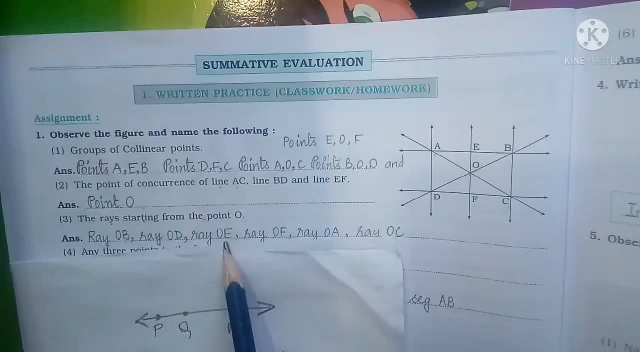 SUMMATIVE EVALUATION
1. WRITTEN PRACTICE (CLASSWORK/HOMEWORK)
Assignment :
1. Observe the figure and name the following :
(1) Groups of Collinear points. Points E, O, F
Ans. Points A, E, B Points D, F, C Points A, O, C Points B, O, D and
(2) The point of concurrence of line AC, line BD and line EF.
Ans. Point O
(3) The rays starting from the point O.
Ans. Ray OB, ray OD, ray OE, ray OF, ray OA, ray OC
(4) Any three
seg AB
P Q
A E B
O
D F C
K
KINEMASTER
(6)
Ans
4. Wri
5. Obse
(1)